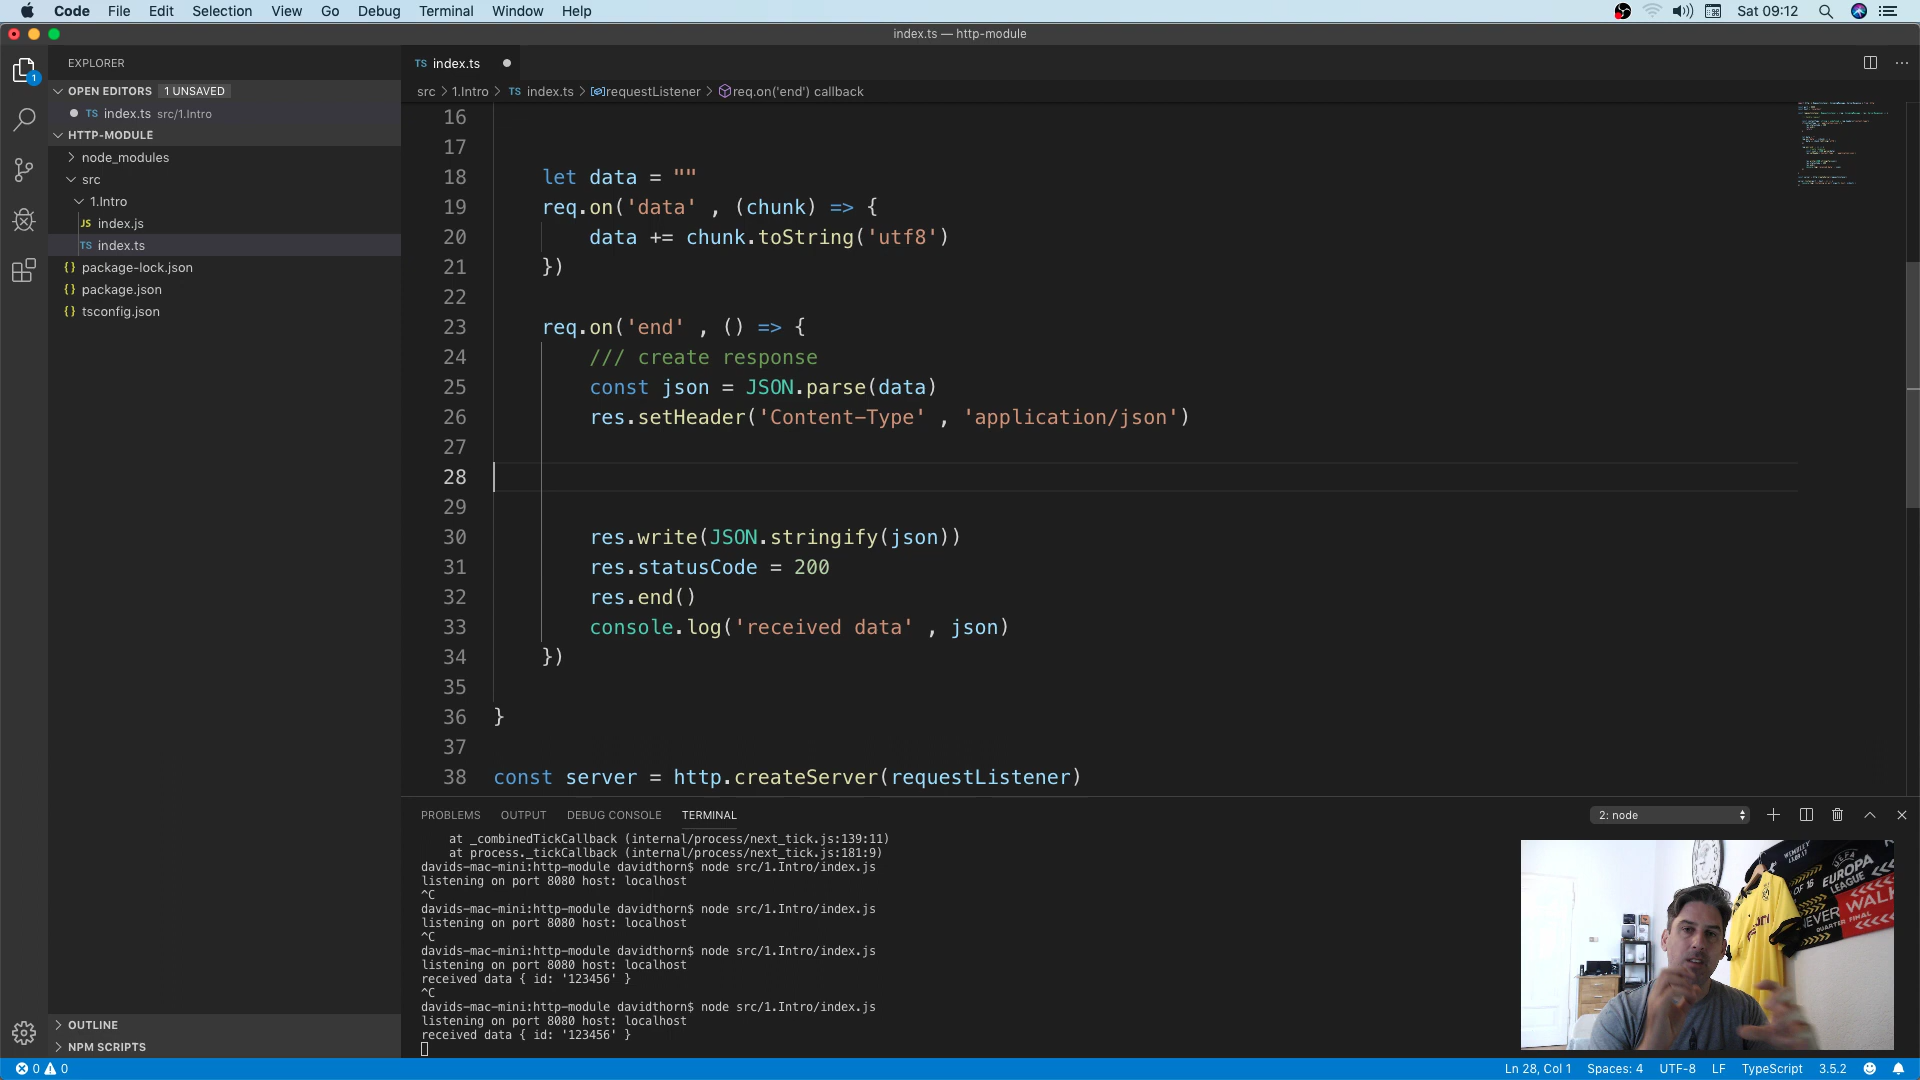 Code File Edit Selection View Go Debug Terminal Window Help Sat 09:12
index.ts — http-module
EXPLORER
OPEN EDITORS 1 UNSAVED
TS index.ts src/1.Intro
HTTP-MODULE
node_modules
src
1.Intro
JS index.js
TS index.ts
{} package-lock.json
{} package.json
{} tsconfig.json
OUTLINE
NPM SCRIPTS
1
TS index.ts
src > 1.Intro > TS index.ts > requestListener > req.on('end') callback
16
17
18 let data = ""
19 req.on('data' , (chunk) => {
20 data += chunk.toString('utf8')
21 })
22
23 req.on('end' , () => {
24 /// create response
25 const json = JSON.parse(data)
26 res.setHeader('Content-Type' , 'application/json')
27
28
29
30 res.write(JSON.stringify(json))
31 res.statusCode = 200
32 res.end()
33 console.log('received data' , json)
34 })
35
36 }
37
38 const server = http.createServer(requestListener)
PROBLEMS OUTPUT DEBUG CONSOLE TERMINAL 2: node
at _combinedTickCallback (internal/process/next_tick.js:139:11)
at process._tickCallback (internal/process/next_tick.js:181:9)
davids-mac-mini:http-module davidthorn$ node src/1.Intro/index.js
listening on port 8080 host: localhost
^C
davids-mac-mini:http-module davidthorn$ node src/1.Intro/index.js
listening on port 8080 host: localhost
^C
davids-mac-mini:http-module davidthorn$ node src/1.Intro/index.js
listening on port 8080 host: localhost
received data { id: '123456' }
^C
davids-mac-mini:http-module davidthorn$ node src/1.Intro/index.js
listening on port 8080 host: localhost
received data { id: '123456' }
WEMBLEY
UEFA
OF 16 EUROPA
LEAGUE
NEVER WALK
QUARTER FINAL
0 0 Ln 28, Col 1 Spaces: 4 UTF-8 LF TypeScript 3.5.2